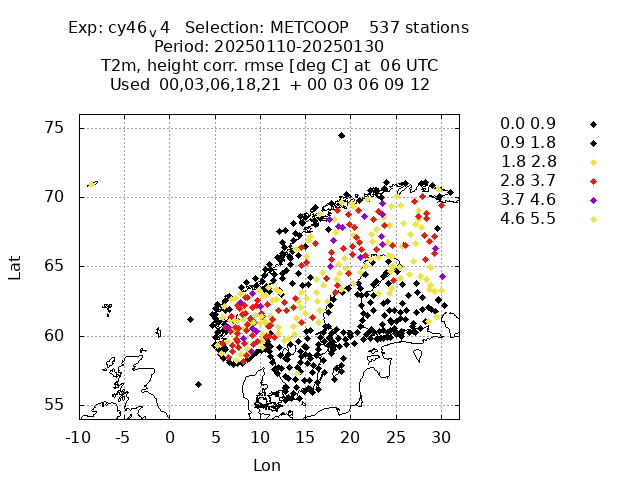 Exp: cy46v4 Selection: METCOOP 537 stations
Period: 20250110-20250130
T2m, height corr. rmse [deg C] at 06 UTC
Used 00,03,06,18,21 + 00 03 06 09 12
0.0 0.9
0.9 1.8
1.8 2.8
2.8 3.7
3.7 4.6
4.6 5.5
75
70
65
60
55
Lat
-10 -5 0 5 10 15 20 25 30
Lon